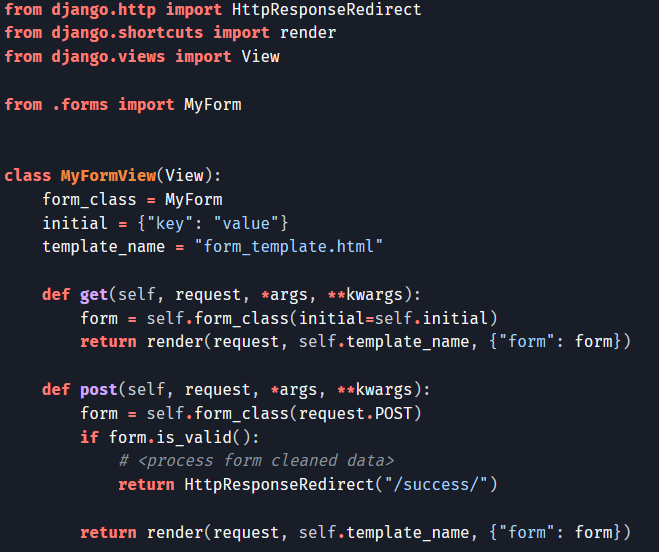 from django.http import HttpResponseRedirect
from django.shortcuts import render
from django.views import View

from .forms import MyForm


class MyFormView(View):
    form_class = MyForm
    initial = {"key": "value"}
    template_name = "form_template.html"

    def get(self, request, *args, **kwargs):
        form = self.form_class(initial=self.initial)
        return render(request, self.template_name, {"form": form})

    def post(self, request, *args, **kwargs):
        form = self.form_class(request.POST)
        if form.is_valid():
            # <process form cleaned data>
            return HttpResponseRedirect("/success/")

        return render(request, self.template_name, {"form": form})